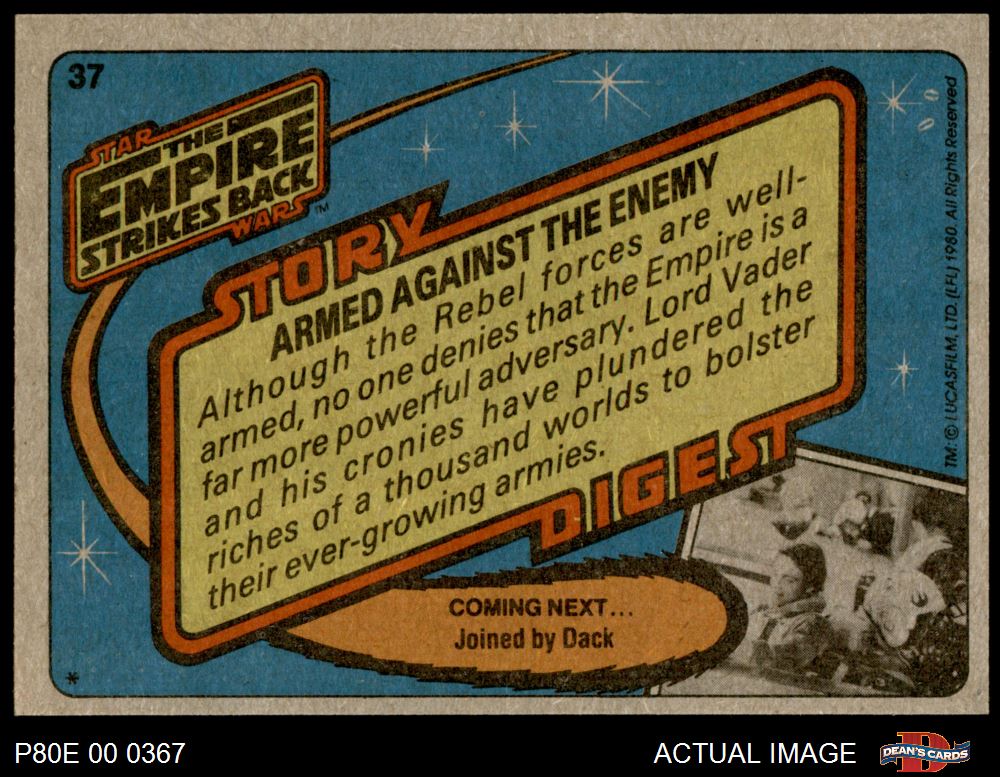 37
STAR
THE
EMPIRE
STRIKES BACK
WARS™
STORY
ARMED AGAINST THE ENEMY
Although the Rebel forces are well-
armed, no one denies that the Empire is a
far more powerful adversary. Lord Vader
and his cronies have plundered the
riches of a thousand worlds to bolster
their ever-growing armies.
DIGEST
COMING NEXT...
Joined by Dack
*
TM: © LUCASFILM, LTD. (LFL) 1980. All Rights Reserved
P80E 00 0367
ACTUAL IMAGE
D
DEAN'S CARDS